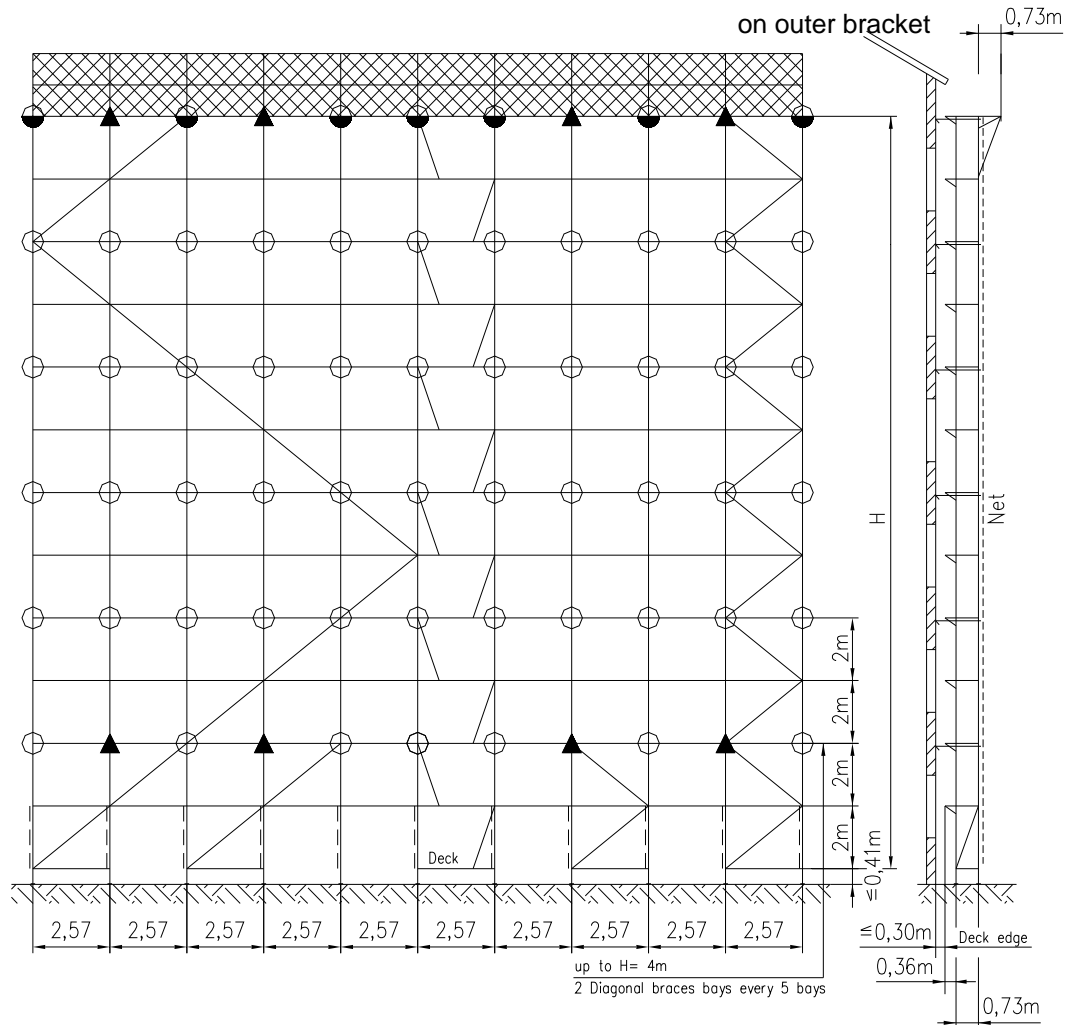 on outer bracket
0,73m
H
Net
2m
2m
2m
2m
≤0,41m
Deck
2,57 2,57 2,57 2,57 2,57 2,57 2,57 2,57 2,57 2,57
≤0,30m
Deck edge
0,36m
0,73m
up to H= 4m
2 Diagonal braces bays every 5 bays